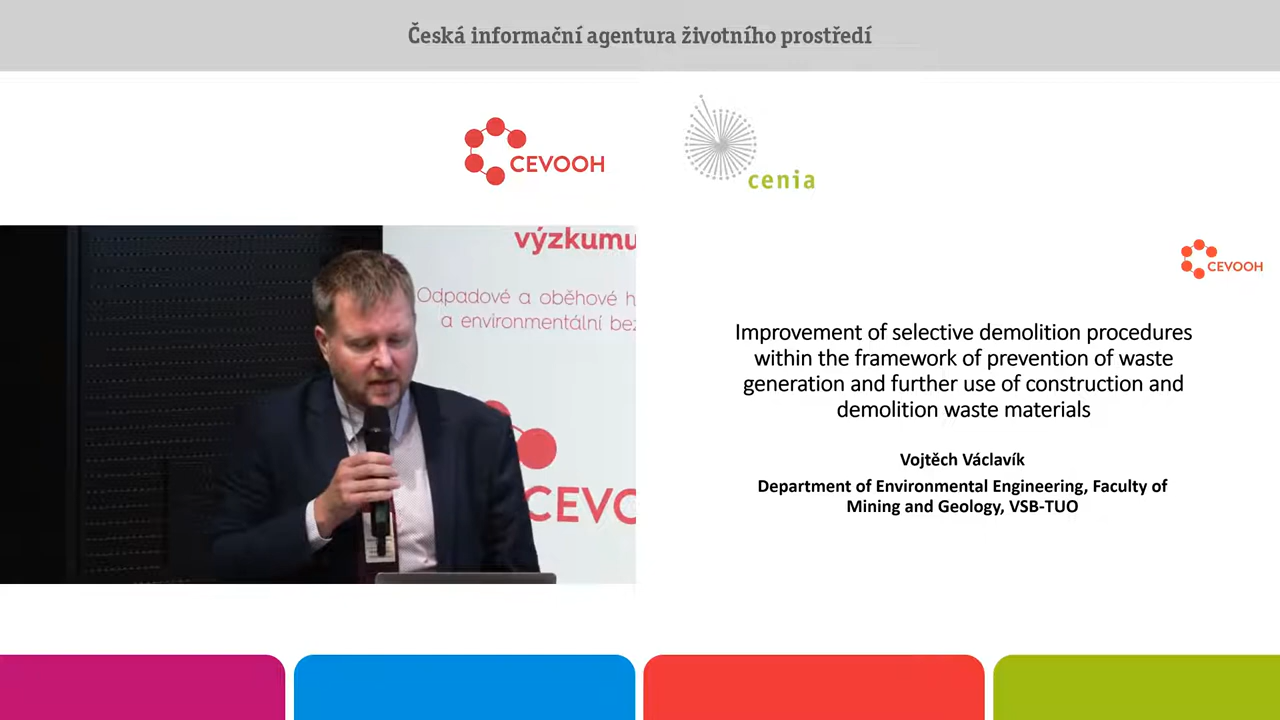 Česká informační agentura životního prostředí
CEVOOH
cenia
výzkumu
Odpadové a oběhové h
a environmentální bez
CEVO
CEVOOH
Improvement of selective demolition procedures
within the framework of prevention of waste
generation and further use of construction and
demolition waste materials
Vojtěch Václavík
Department of Environmental Engineering, Faculty of
Mining and Geology, VSB-TUO